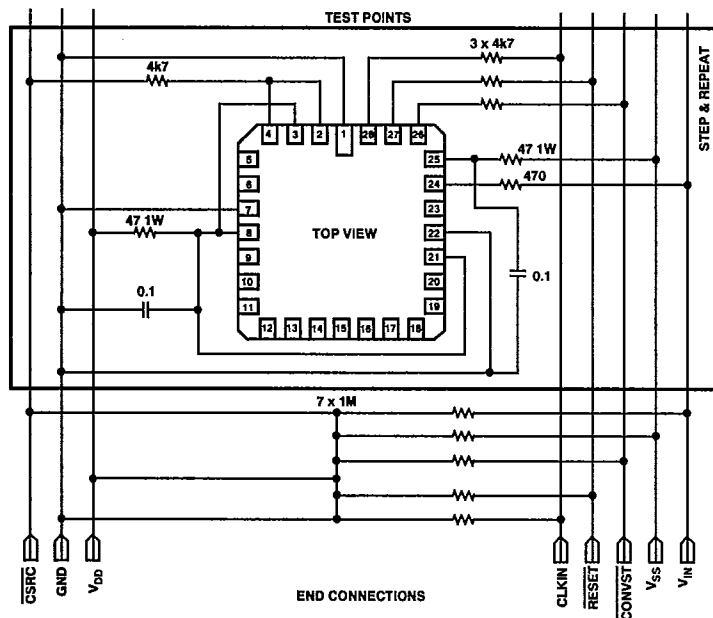 TEST POINTS
STEP & REPEAT
3 x 4k7
4k7
4
3
2
1
28
27
26
5
25
47 1W
6
24
470
7
23
47 1W
8
TOP VIEW
22
9
21
0.1
10
20
0.1
11
19
12
13
14
15
16
17
18
7 x 1M
CSRC
GND
VDD
END CONNECTIONS
CLKIN
RESET
CONVST
VSS
VIN